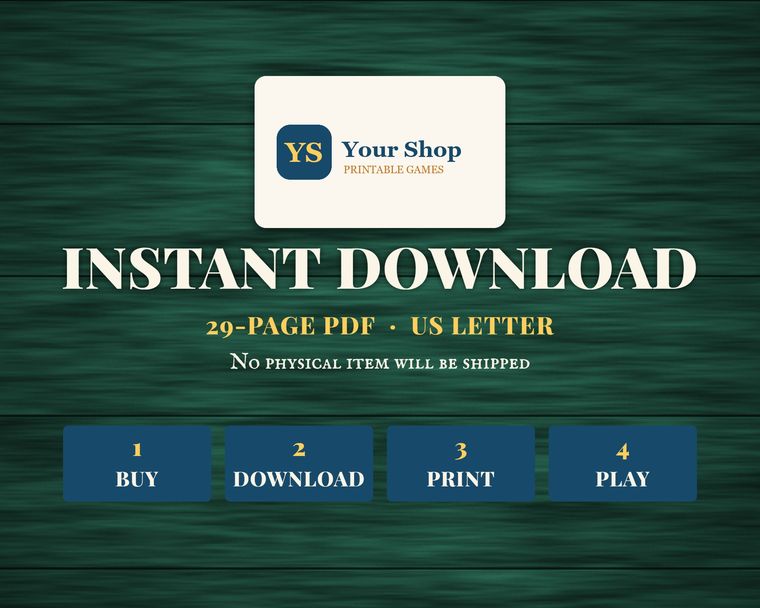 YS
Your Shop
PRINTABLE GAMES
INSTANT DOWNLOAD
29-PAGE PDF · US LETTER
No physical item will be shipped
1
BUY
2
DOWNLOAD
3
PRINT
4
PLAY